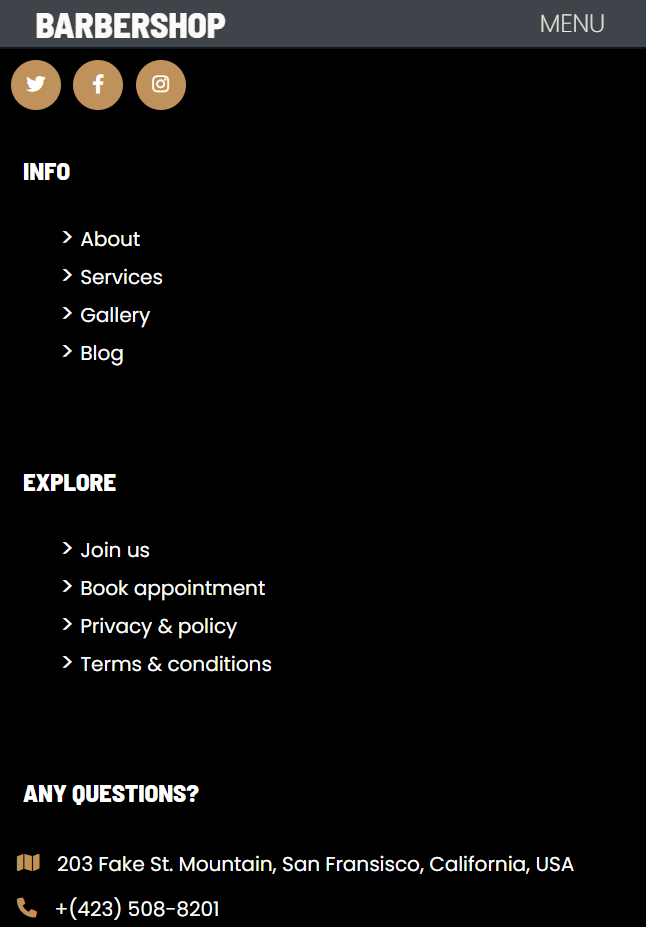 BARBERSHOP
MENU
INFO
> About
> Services
> Gallery
> Blog
EXPLORE
> Join us
> Book appointment
> Privacy & policy
> Terms & conditions
ANY QUESTIONS?
203 Fake St. Mountain, San Fransisco, California, USA
+(423) 508-8201